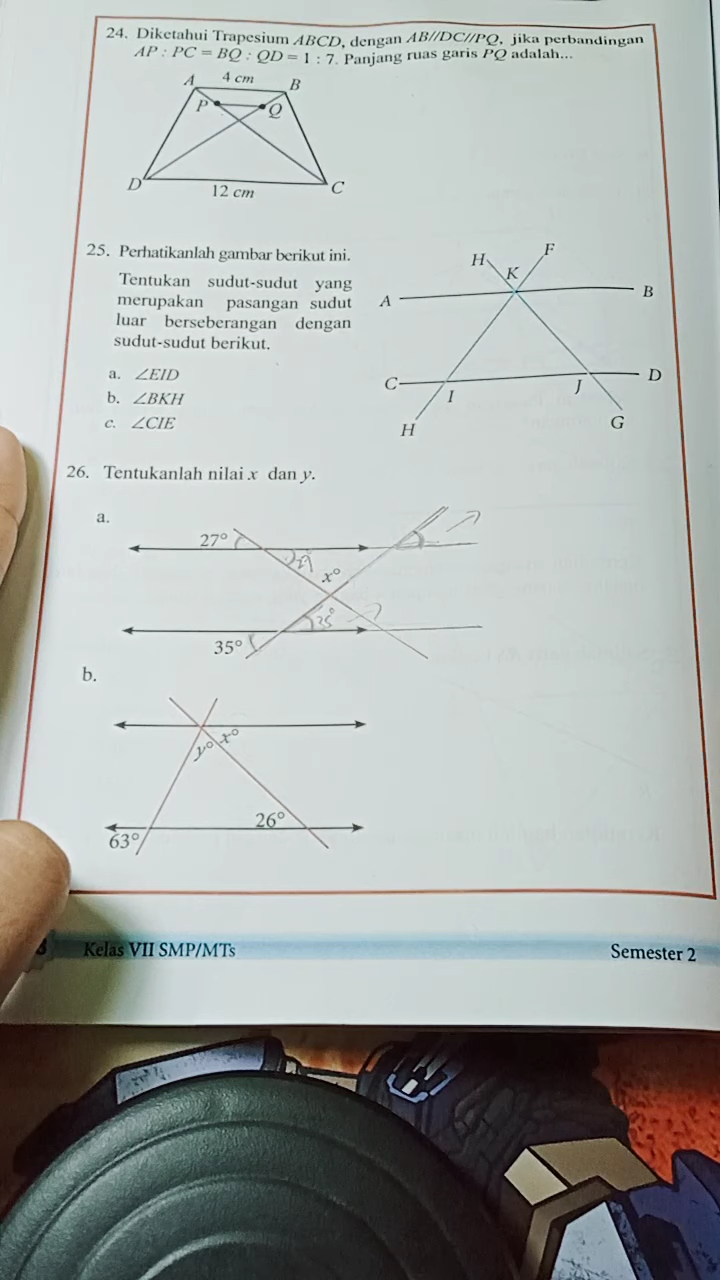 24. Diketahui Trapesium ABCD, dengan AB//DC//PQ, jika perbandingan
AP : PC = BQ : QD = 1 : 7. Panjang ruas garis PQ adalah...
A 4 cm B
P Q
D 12 cm C
25. Perhatikanlah gambar berikut ini.
Tentukan sudut-sudut yang
merupakan pasangan sudut
luar berseberangan dengan
sudut-sudut berikut.
a. ∠EID
b. ∠BKH
c. ∠CIE
H F
K
A B
C D
I J
H G
26. Tentukanlah nilai x dan y.
a.
27°
27°
x°
35°
35°
b.
y° x°
26°
63°
Kelas VII SMP/MTs
Semester 2